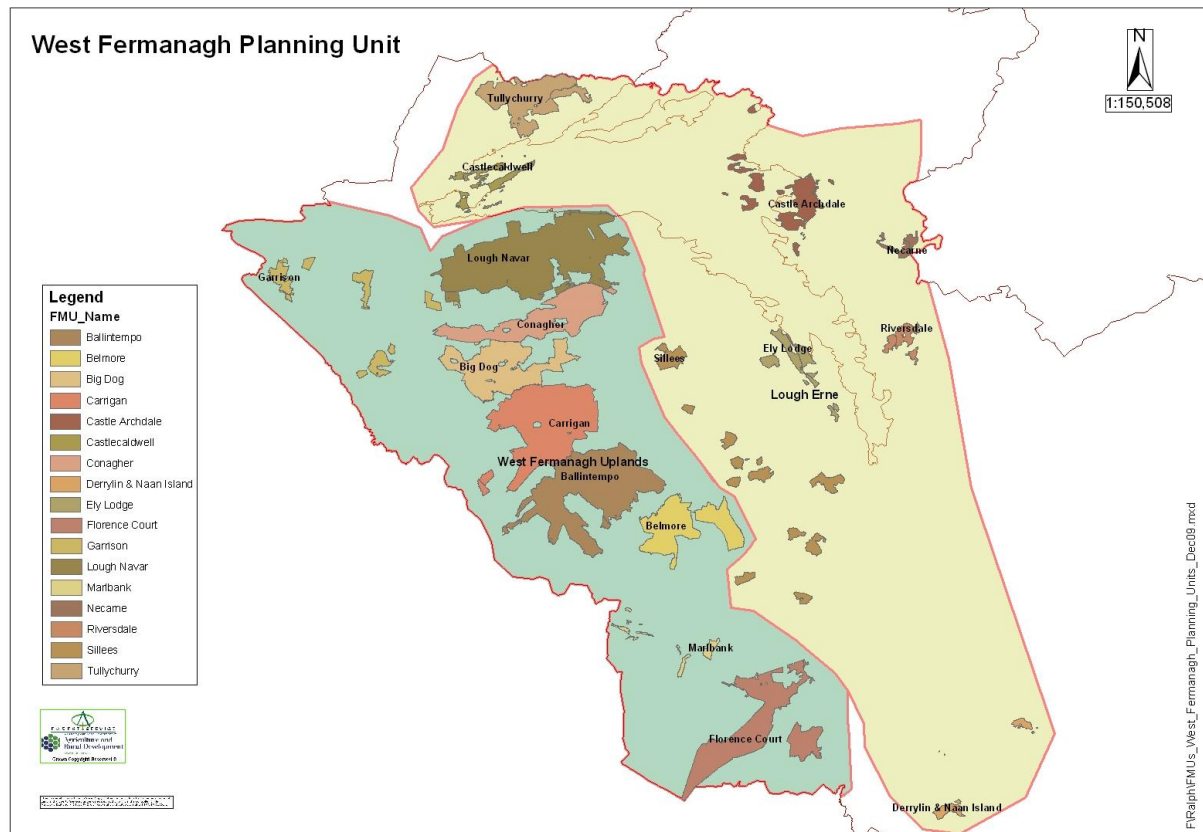 West Fermanagh Planning Unit
N
1:150,508
Tullychurry
Castlecaldwell
Castle Archdale
Necarne
Lough Navar
Garrison
Conagher
Riversdale
Ely Lodge
Sillees
Big Dog
Lough Erne
Carrigan
West Fermanagh Uplands
Ballintempo
Belmore
Marlbank
Florence Court
Derrylin & Naan Island
Legend
FMU_Name
Ballintempo
Belmore
Big Dog
Carrigan
Castle Archdale
Castlecaldwell
Conagher
Derrylin & Naan Island
Ely Lodge
Florence Court
Garrison
Lough Navar
Marlbank
Necarne
Riversdale
Sillees
Tullychurry
Agriculture and
Rural Development
F\Ralph\FMUs_West_Fermanagh_Planning_Units_Dec09.mxd